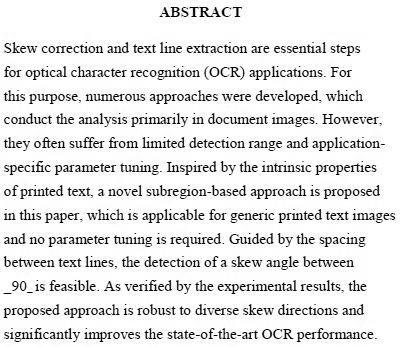 ABSTRACT
Skew correction and text line extraction are essential steps
for optical character recognition (OCR) applications. For
this purpose, numerous approaches were developed, which
conduct the analysis primarily in document images. However,
they often suffer from limited detection range and application-
specific parameter tuning. Inspired by the intrinsic properties
of printed text, a novel subregion-based approach is proposed
in this paper, which is applicable for generic printed text images
and no parameter tuning is required. Guided by the spacing
between text lines, the detection of a skew angle between
_90_ is feasible. As verified by the experimental results, the
proposed approach is robust to diverse skew directions and
significantly improves the state-of-the-art OCR performance.